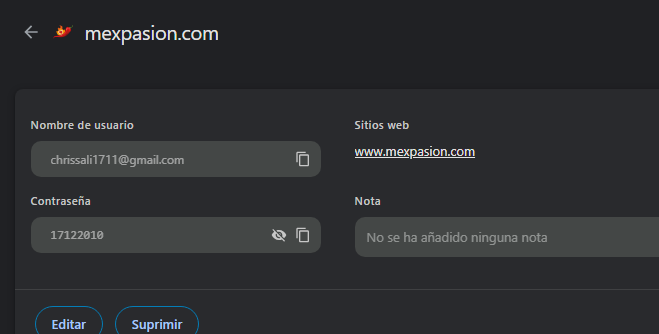 mexpasion.com
Nombre de usuario
chrissali1711@gmail.com
Sitios web
www.mexpasion.com
Contraseña
17122010
Nota
No se ha añadido ninguna nota
Editar
Suprimir